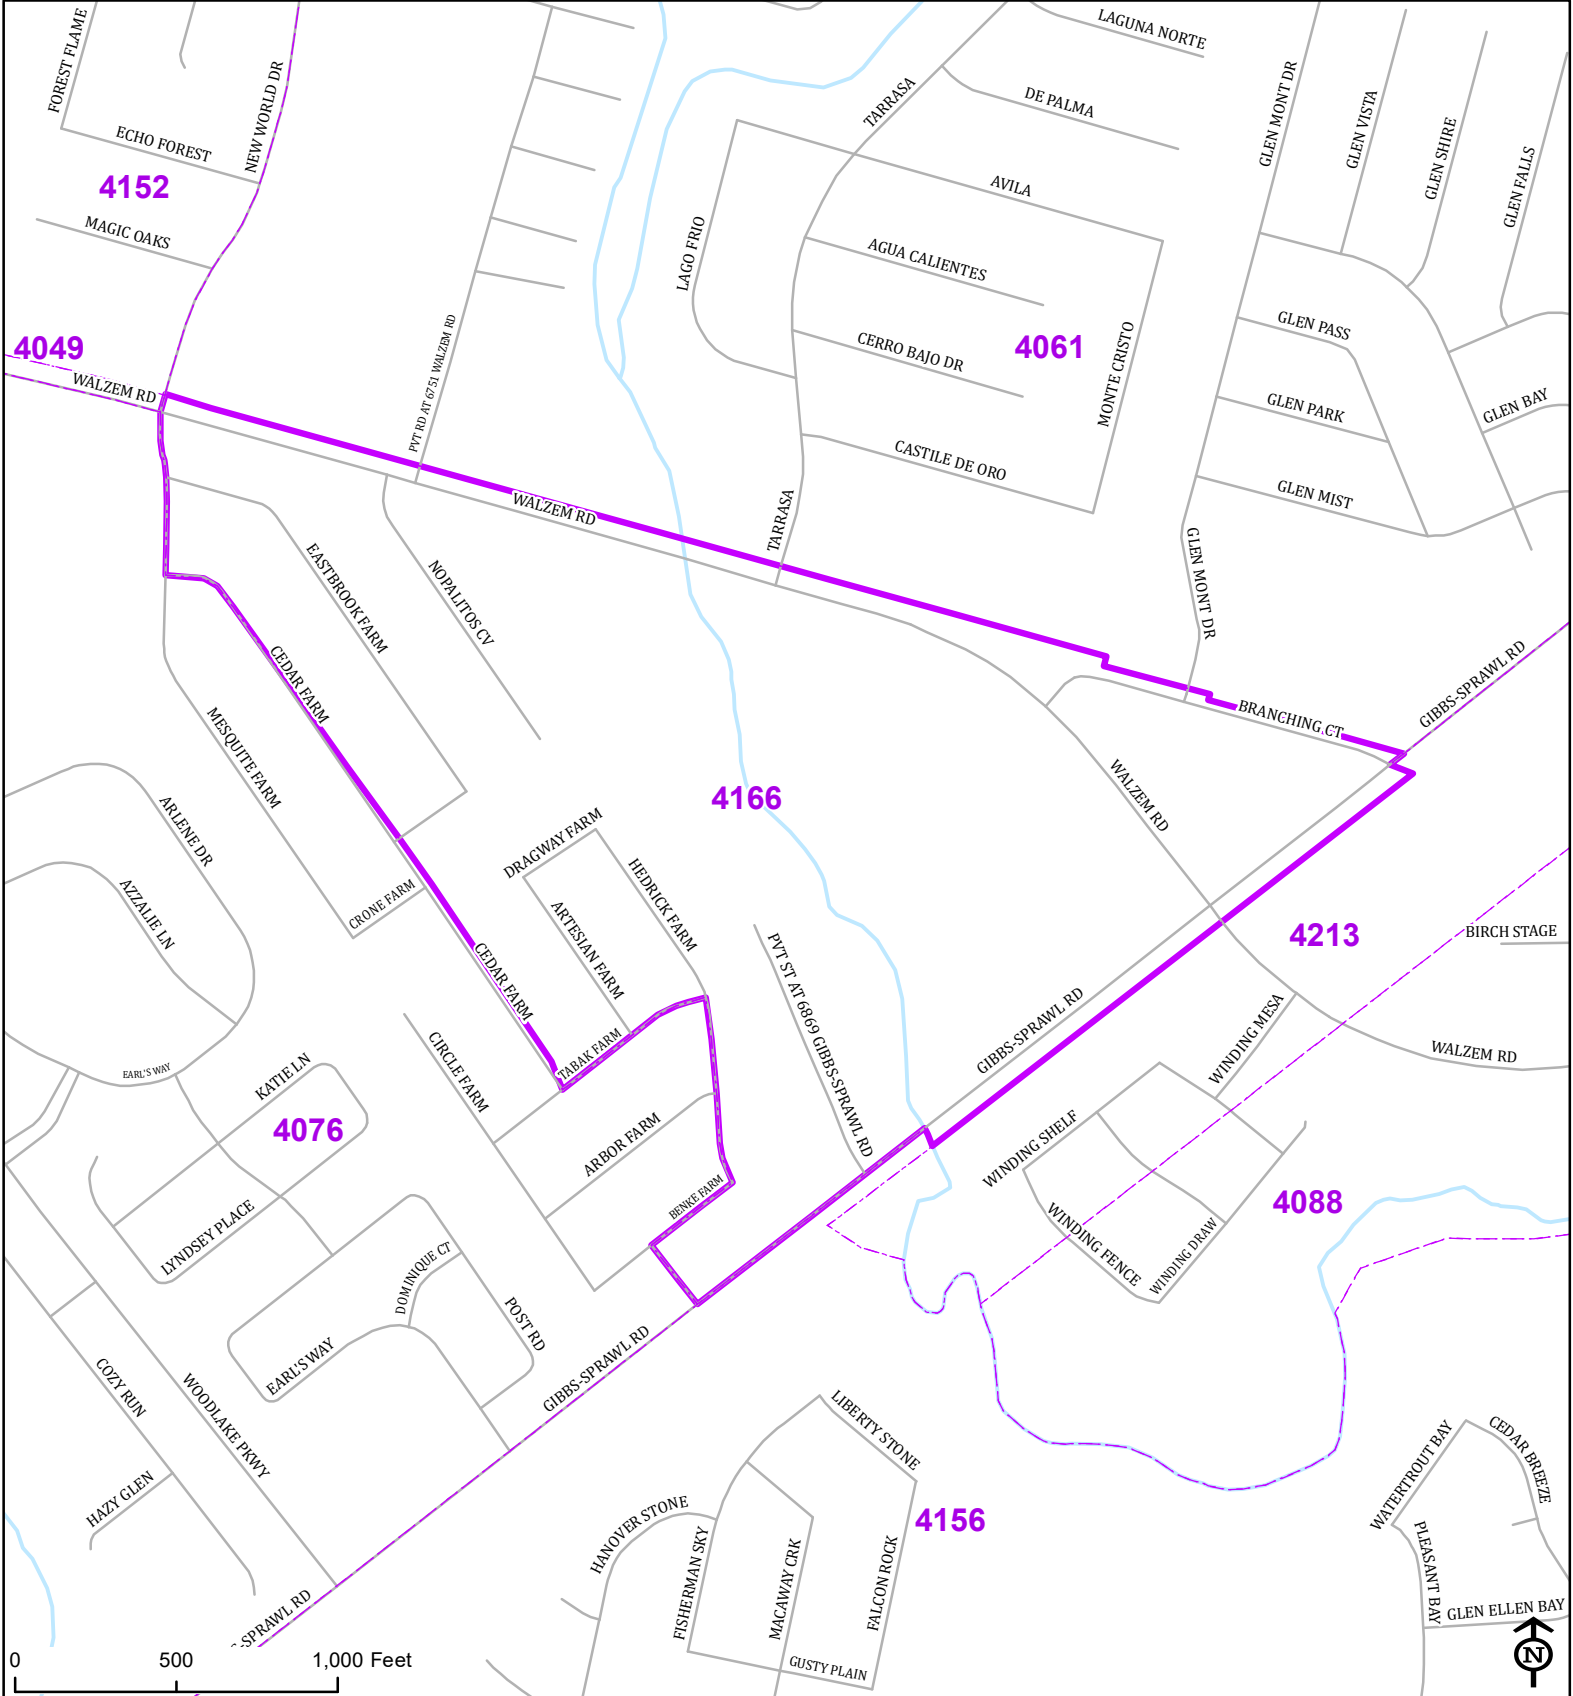 LAGUNA NORTE
FOREST FLAME
NEW WORLD DR
TARRASA
DE PALMA
GLEN MONT DR
GLEN VISTA
GLEN SHIRE
GLEN FALLS
ECHO FOREST
4152
AVILA
MAGIC OAKS
LAGO FRIO
AGUA CALIENTES
4049
WALZEM RD
PVT RD AT 6751 WALZEM RD
CERRO BAJO DR
4061
MONTE CRISTO
GLEN PASS
GLEN PARK
GLEN BAY
CASTILE DE ORO
GLEN MIST
WALZEM RD
TARRASA
GLEN MONT DR
EASTBROOK FARM
NOPALITOS CV
CEDAR FARM
GIBBS-SPRAWL RD
BRANCHING CT
MESQUITE FARM
WALZEM RD
4166
ARLENE DR
DRAGWAY FARM
HEDRICK FARM
AZZALIE LN
CRONE FARM
ARTESIAN FARM
4213
BIRCH STAGE
CEDAR FARM
PVT ST AT 6869 GIBBS-SPRAWL RD
GIBBS-SPRAWL RD
WINDING MESA
WALZEM RD
EARL'S WAY
KATIE LN
CIRCLE FARM
TABAK FARM
4076
ARBOR FARM
WINDING SHELF
BENKE FARM
4088
LYNDSEY PLACE
WINDING FENCE
WINDING DRAW
DOMINIQUE CT
POST RD
EARL'S WAY
GIBBS-SPRAWL RD
COZY RUN
WOODLAKE PKWY
LIBERTY STONE
HAZY GLEN
HANOVER STONE
FISHERMAN SKY
MACAWAY CRK
FALCON ROCK
4156
WATERTROUT BAY
CEDAR BREEZE
PLEASANT BAY
GLEN ELLEN BAY
-SPRAWL RD
GUSTY PLAIN
0 500 1,000 Feet
N